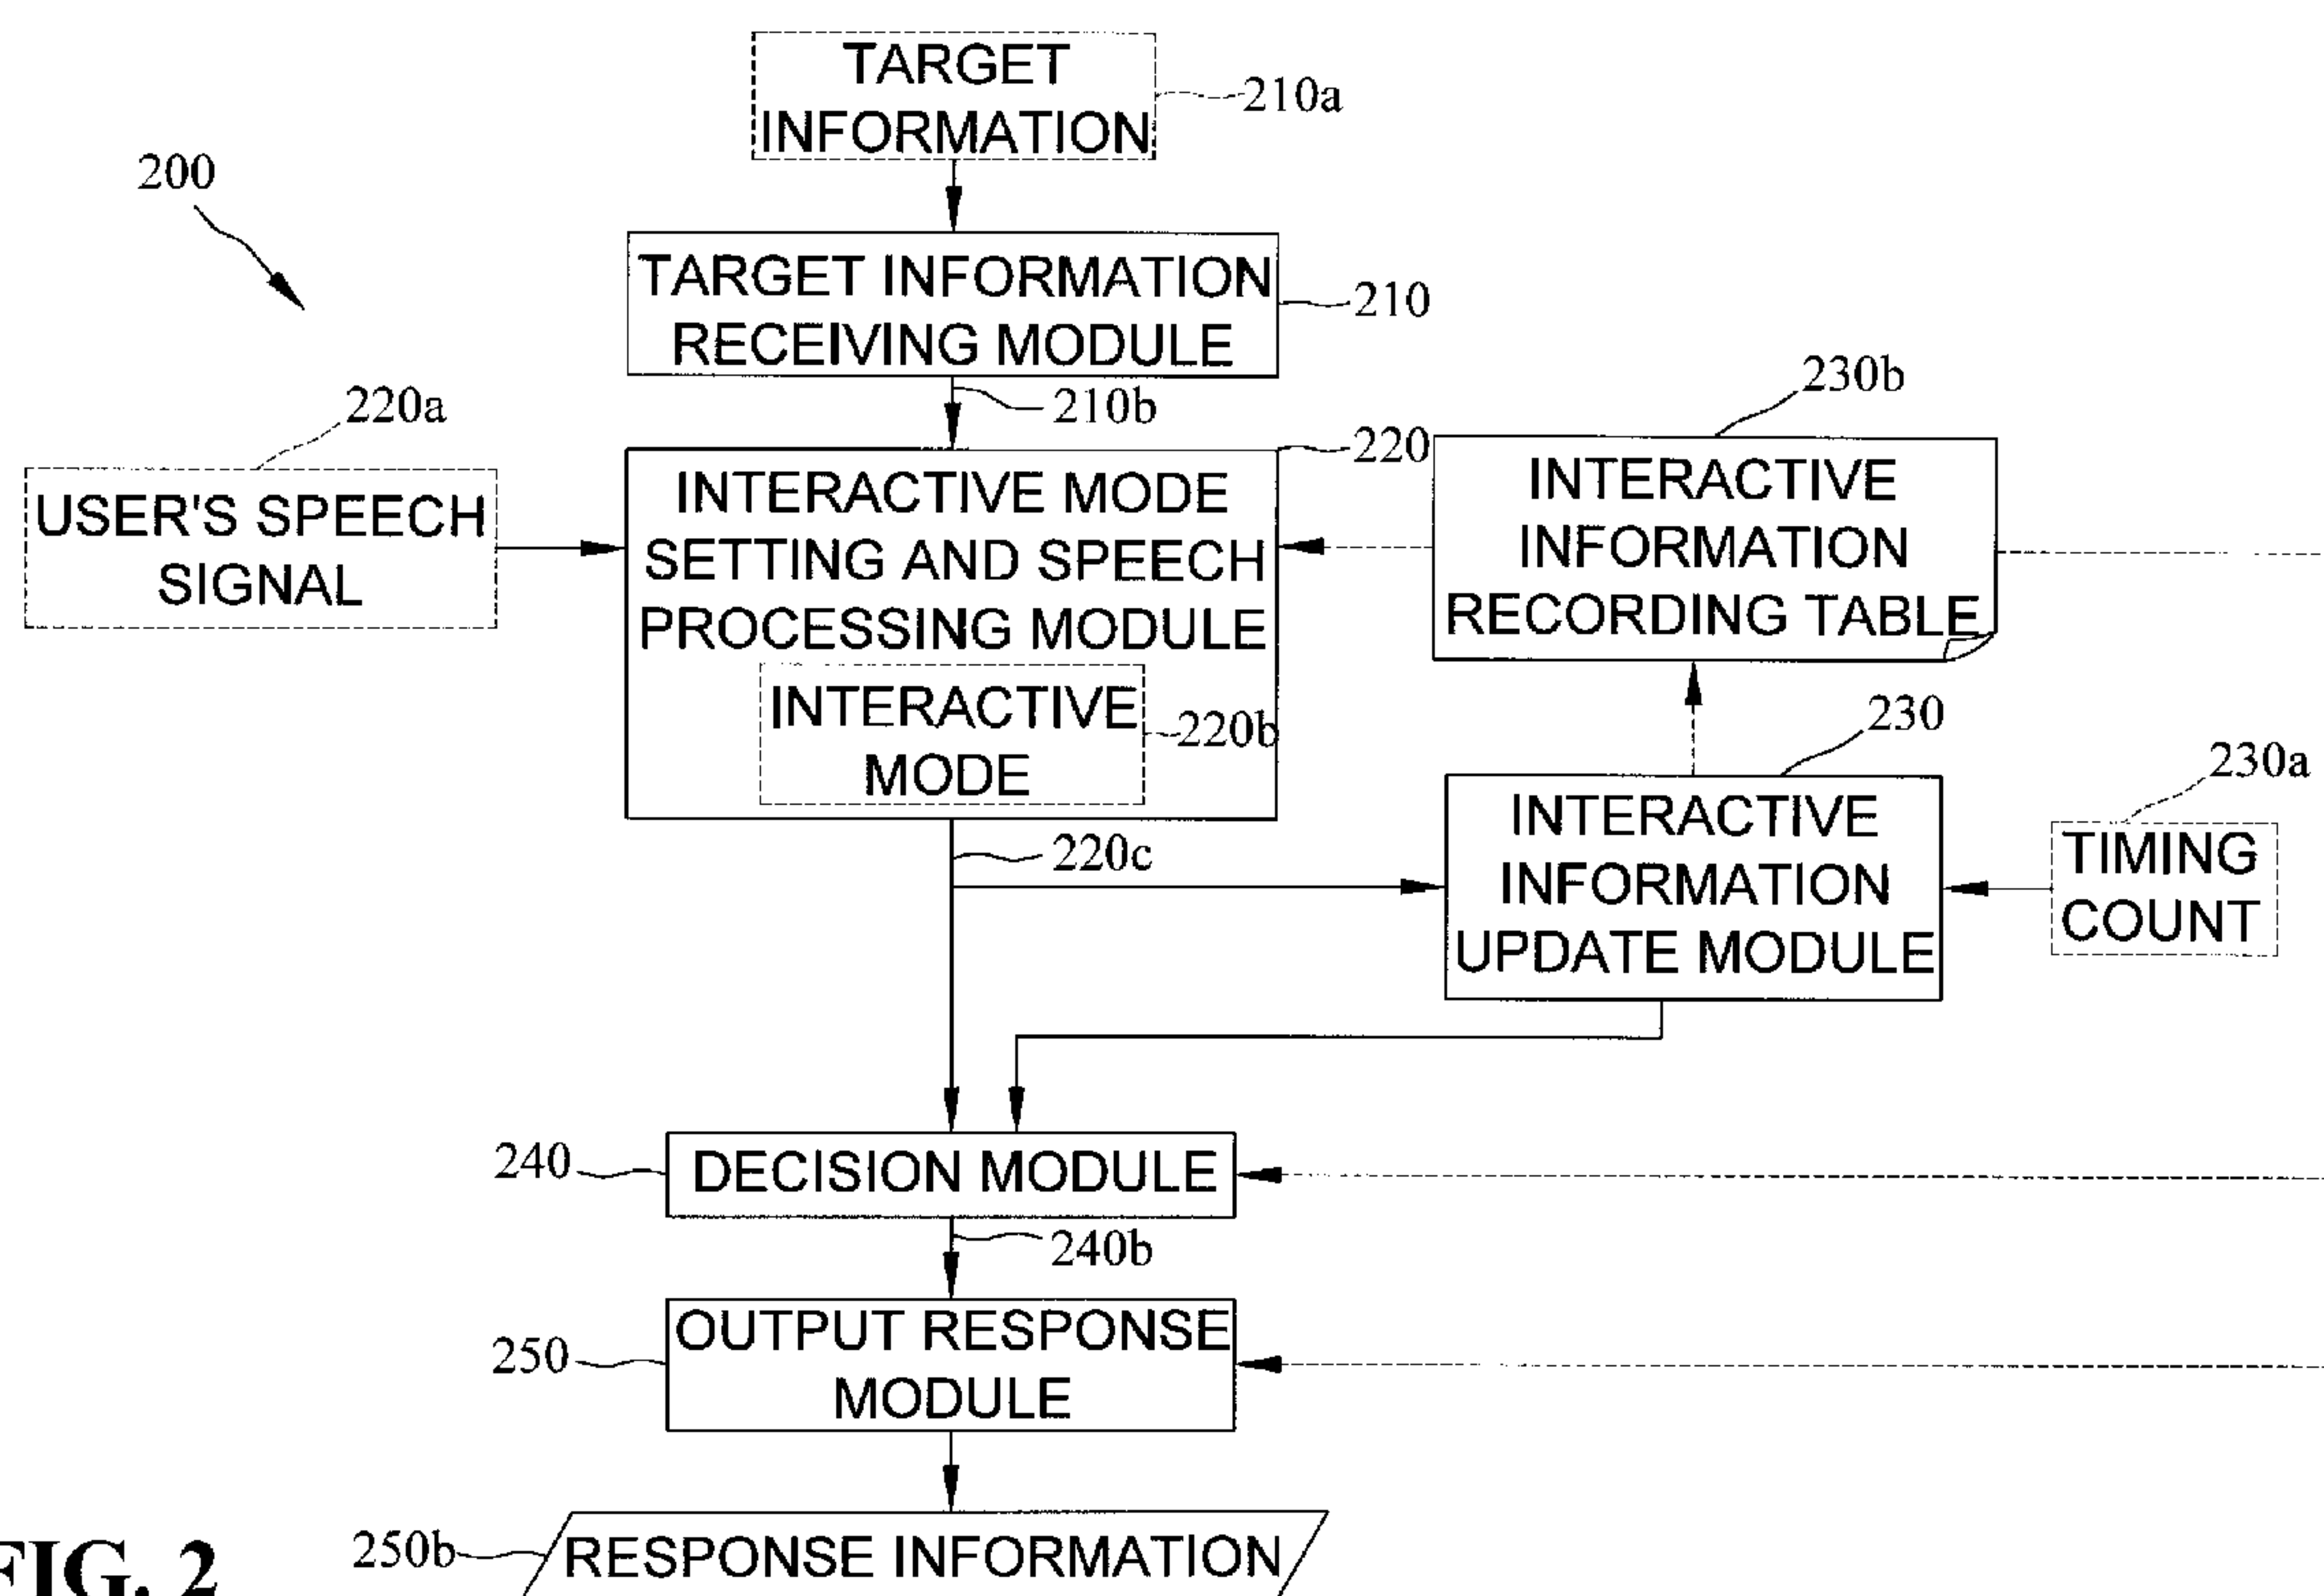 TARGET
INFORMATION
210a
200
TARGET INFORMATION
RECEIVING MODULE
210
210b
220a
USER'S SPEECH
SIGNAL
220
INTERACTIVE MODE
SETTING AND SPEECH
PROCESSING MODULE
INTERACTIVE
MODE
220b
230b
INTERACTIVE
INFORMATION
RECORDING TABLE
230
INTERACTIVE
INFORMATION
UPDATE MODULE
230a
TIMING
COUNT
220c
240
DECISION MODULE
240b
250
OUTPUT RESPONSE
MODULE
250b
RESPONSE INFORMATION
FIG. 2